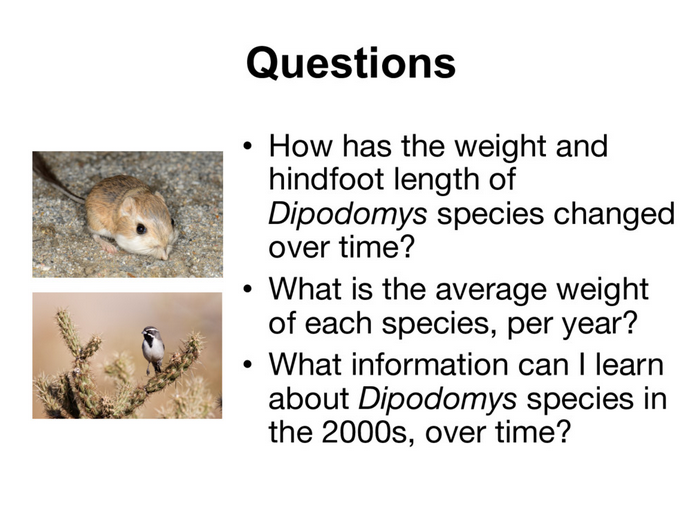 Questions
• How has the weight and
hindfoot length of
Dipodomys species changed
over time?
• What is the average weight
of each species, per year?
• What information can I learn
about Dipodomys species in
the 2000s, over time?